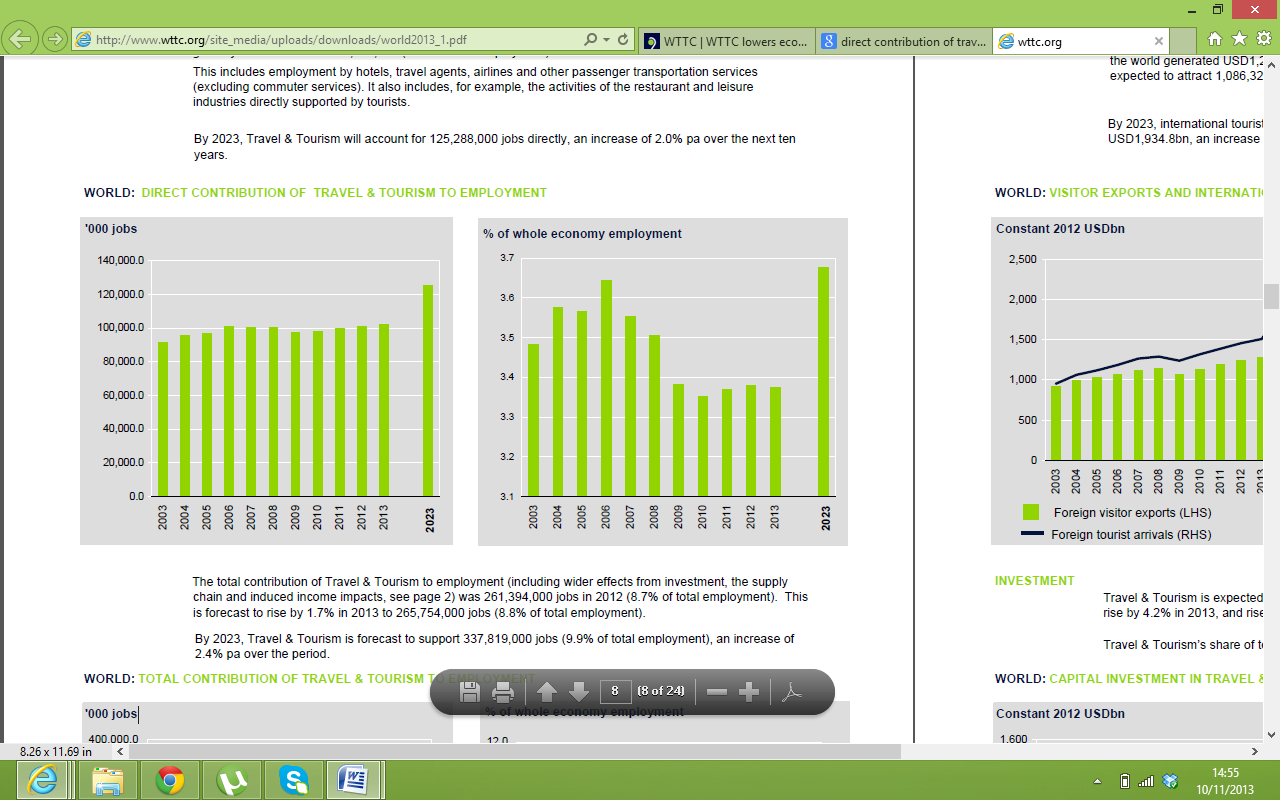 http://www.wttc.org/site_media/uploads/downloads/world2013_1.pdf
WTTC | WTTC lowers eco...
direct contribution of trav...
wttc.org
This includes employment by hotels, travel agents, airlines and other passenger transportation services
(excluding commuter services). It also includes, for example, the activities of the restaurant and leisure
industries directly supported by tourists.
By 2023, Travel & Tourism will account for 125,288,000 jobs directly, an increase of 2.0% pa over the next ten
years.
WORLD: DIRECT CONTRIBUTION OF TRAVEL & TOURISM TO EMPLOYMENT
'000 jobs
140,000.0
120,000.0
100,000.0
80,000.0
60,000.0
40,000.0
20,000.0
0.0
2003 2004 2005 2006 2007 2008 2009 2010 2011 2012 2013 2023
% of whole economy employment
3.7
3.6
3.5
3.4
3.3
3.2
3.1
2003 2004 2005 2006 2007 2008 2009 2010 2011 2012 2013 2023
The total contribution of Travel & Tourism to employment (including wider effects from investment, the supply
chain and induced income impacts, see page 2) was 261,394,000 jobs in 2012 (8.7% of total employment). This
is forecast to rise by 1.7% in 2013 to 265,754,000 jobs (8.8% of total employment).
By 2023, Travel & Tourism is forecast to support 337,819,000 jobs (9.9% of total employment), an increase of
2.4% pa over the period.
WORLD: TOTAL CONTRIBUTION OF TRAVEL & TOURISM TO EMPLOYMENT
'000 jobs
400,000.0
% of whole economy employment
12.0
8 (8 of 24)
the world generated USD1,2
expected to attract 1,086,32
By 2023, international tourist
USD1,934.8bn, an increase
WORLD: VISITOR EXPORTS AND INTERNATI
Constant 2012 USDbn
2,500
2,000
1,500
1,000
500
0
2003 2004 2005 2006 2007 2008 2009 2010 2011 2012 2013
Foreign visitor exports (LHS)
Foreign tourist arrivals (RHS)
INVESTMENT
Travel & Tourism is expected
rise by 4.2% in 2013, and rise
Travel & Tourism's share of to
WORLD: CAPITAL INVESTMENT IN TRAVEL &
Constant 2012 USDbn
1,600
8.26 x 11.69 in
14:55
10/11/2013